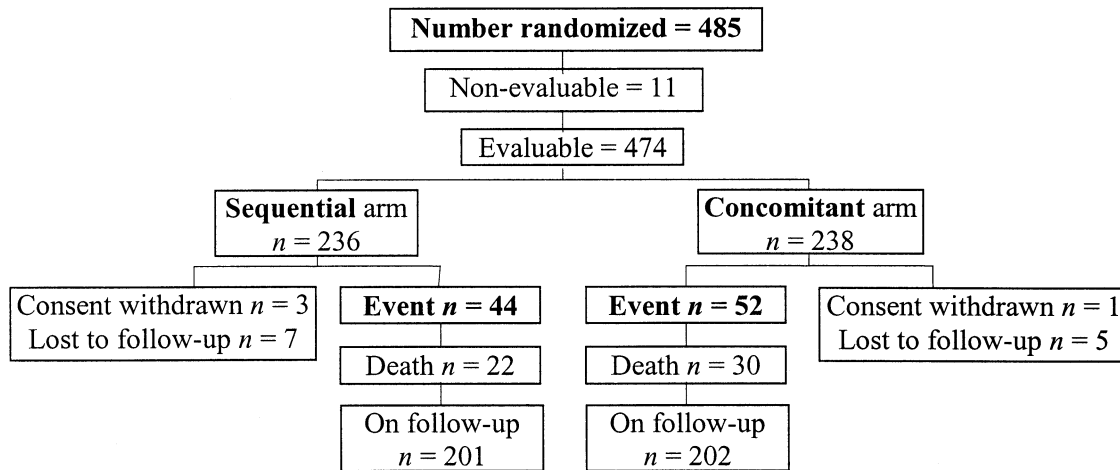 Number randomized = 485
Non-evaluable = 11
Evaluable = 474
Sequential arm
n = 236
Concomitant arm
n = 238
Consent withdrawn n = 3
Lost to follow-up n = 7
Event n = 44
Event n = 52
Consent withdrawn n = 1
Lost to follow-up n = 5
Death n = 22
Death n = 30
On follow-up
n = 201
On follow-up
n = 202